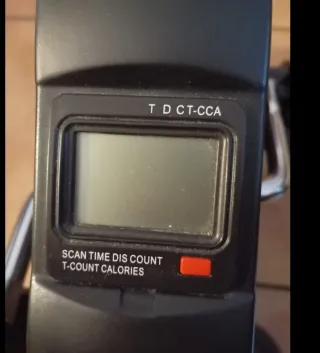 T D CT-CCA
SCAN TIME DIS COUNT
T-COUNT CALORIES